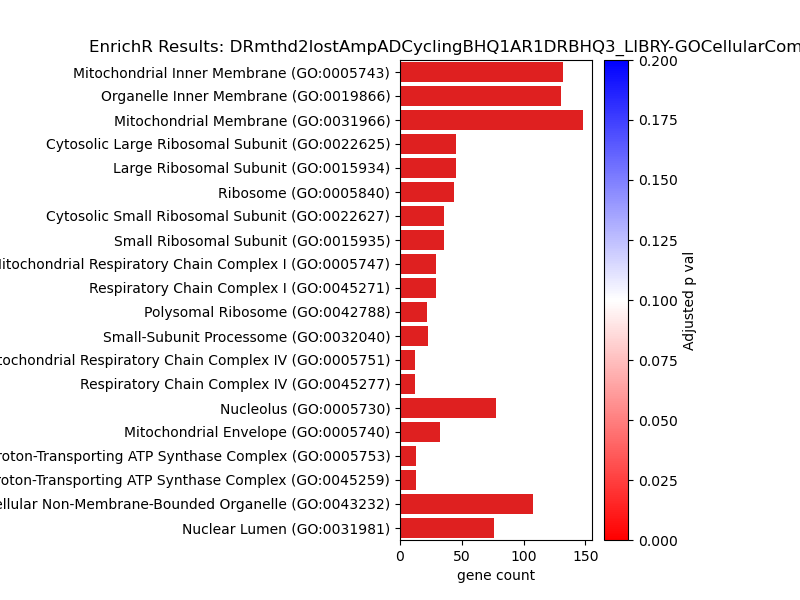 EnrichR Results: DRmthd2lostAmpADCyclingBHQ1AR1DRBHQ3_LIBRY-GOCellularCom
Mitochondrial Inner Membrane (GO:0005743)
Organelle Inner Membrane (GO:0019866)
Mitochondrial Membrane (GO:0031966)
Cytosolic Large Ribosomal Subunit (GO:0022625)
Large Ribosomal Subunit (GO:0015934)
Ribosome (GO:0005840)
Cytosolic Small Ribosomal Subunit (GO:0022627)
Small Ribosomal Subunit (GO:0015935)
Mitochondrial Respiratory Chain Complex I (GO:0005747)
Respiratory Chain Complex I (GO:0045271)
Polysomal Ribosome (GO:0042788)
Small-Subunit Processome (GO:0032040)
tochondrial Respiratory Chain Complex IV (GO:0005751)
Respiratory Chain Complex IV (GO:0045277)
Nucleolus (GO:0005730)
Mitochondrial Envelope (GO:0005740)
roton-Transporting ATP Synthase Complex (GO:0005753)
roton-Transporting ATP Synthase Complex (GO:0045259)
ellular Non-Membrane-Bounded Organelle (GO:0043232)
Nuclear Lumen (GO:0031981)
0 50 100 150
gene count
0.200
0.175
0.150
0.125
0.100
0.075
0.050
0.025
0.000
Adjusted p val